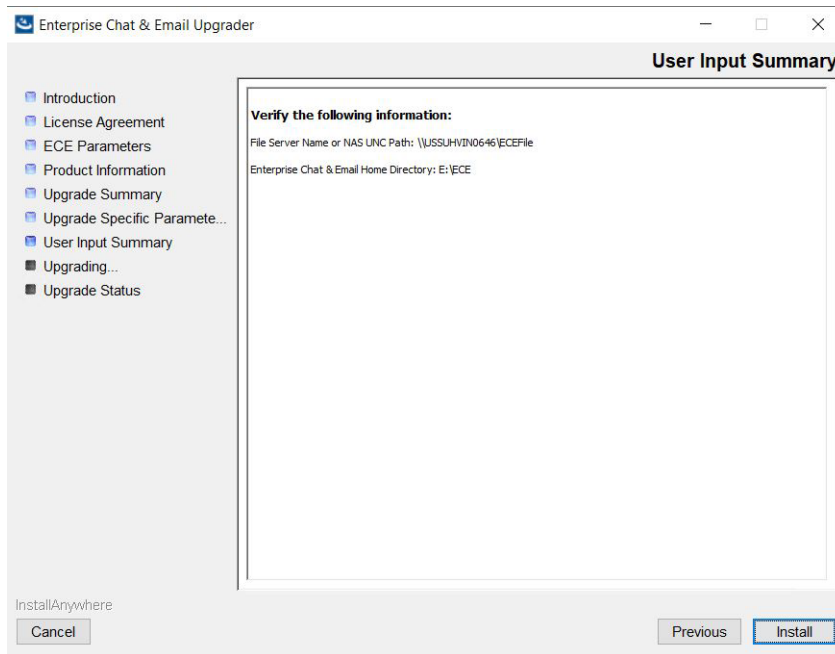 Enterprise Chat & Email Upgrader
User Input Summary
Introduction
License Agreement
ECE Parameters
Product Information
Upgrade Summary
Upgrade Specific Paramete...
User Input Summary
Upgrading...
Upgrade Status
Verify the following information:
File Server Name or NAS UNC Path: \\USSUHVIN0646\ECEFile
Enterprise Chat & Email Home Directory: E:\ECE
InstallAnywhere
Cancel
Previous
Install